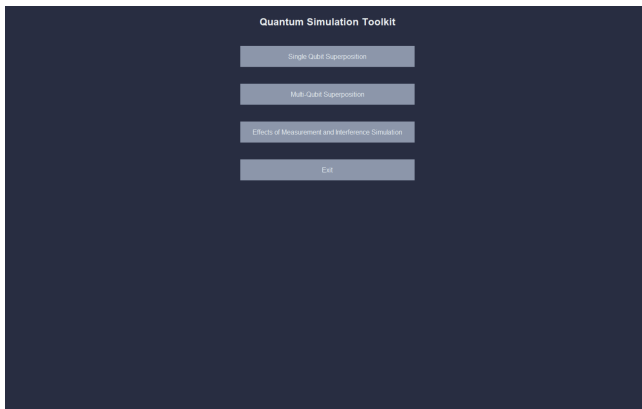 Quantum Simulation Toolkit
Single Qubit Superposition
Multi-Qubit Superposition
Effects of Measurement and Interference Simulation
Exit